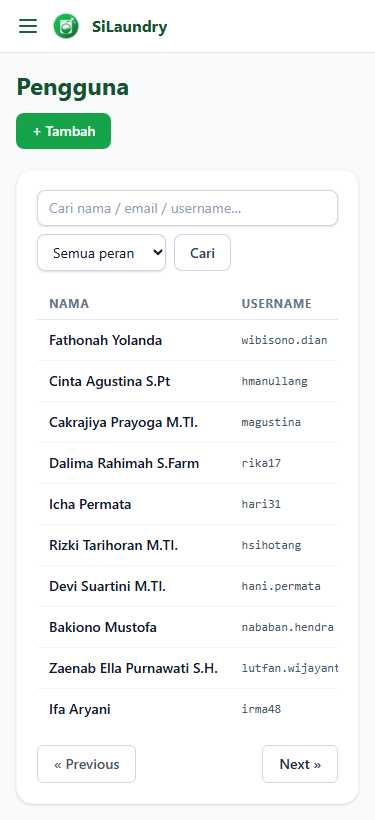 SiLaundry
Pengguna
+ Tambah
Cari nama / email / username...
Semua peran Cari
NAMA USERNAME
Fathonah Yolanda wibisono.dian
Cinta Agustina S.Pt hmanullang
Cakrajiya Prayoga M.TI. magustina
Dalima Rahimah S.Farm rika17
Icha Permata hari31
Rizki Tarihoran M.TI. hsihotang
Devi Suartini M.TI. hani.permata
Bakiono Mustofa nababan.hendra
Zaenab Ella Purnawati S.H. lutfan.wijayant
Ifa Aryani irma48
« Previous Next »